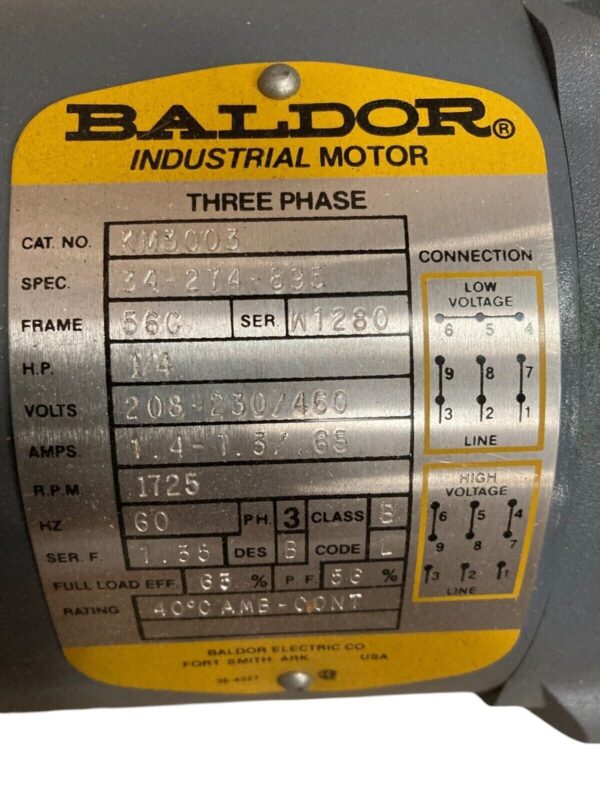 BALDOR®
INDUSTRIAL MOTOR
THREE PHASE
CAT. NO. KM3003
SPEC. 34-274-895
FRAME 56C SER. W1280
H.P. 1/4
VOLTS 208-230/460
AMPS. 1.4-1.3/.65
R.P.M 1725
HZ 60 PH. 3 CLASS B
SER. F. 1.35 DES B CODE L
FULL LOAD EFF. 63 % P.F. 56 %
RATING 40°C AMB-CONT
CONNECTION
LOW
VOLTAGE
6 5 4
9 8 7
3 2 1
LINE
HIGH
VOLTAGE
6 5 4
9 8 7
3 2 1
LINE
BALDOR ELECTRIC CO
FORT SMITH ARK. USA